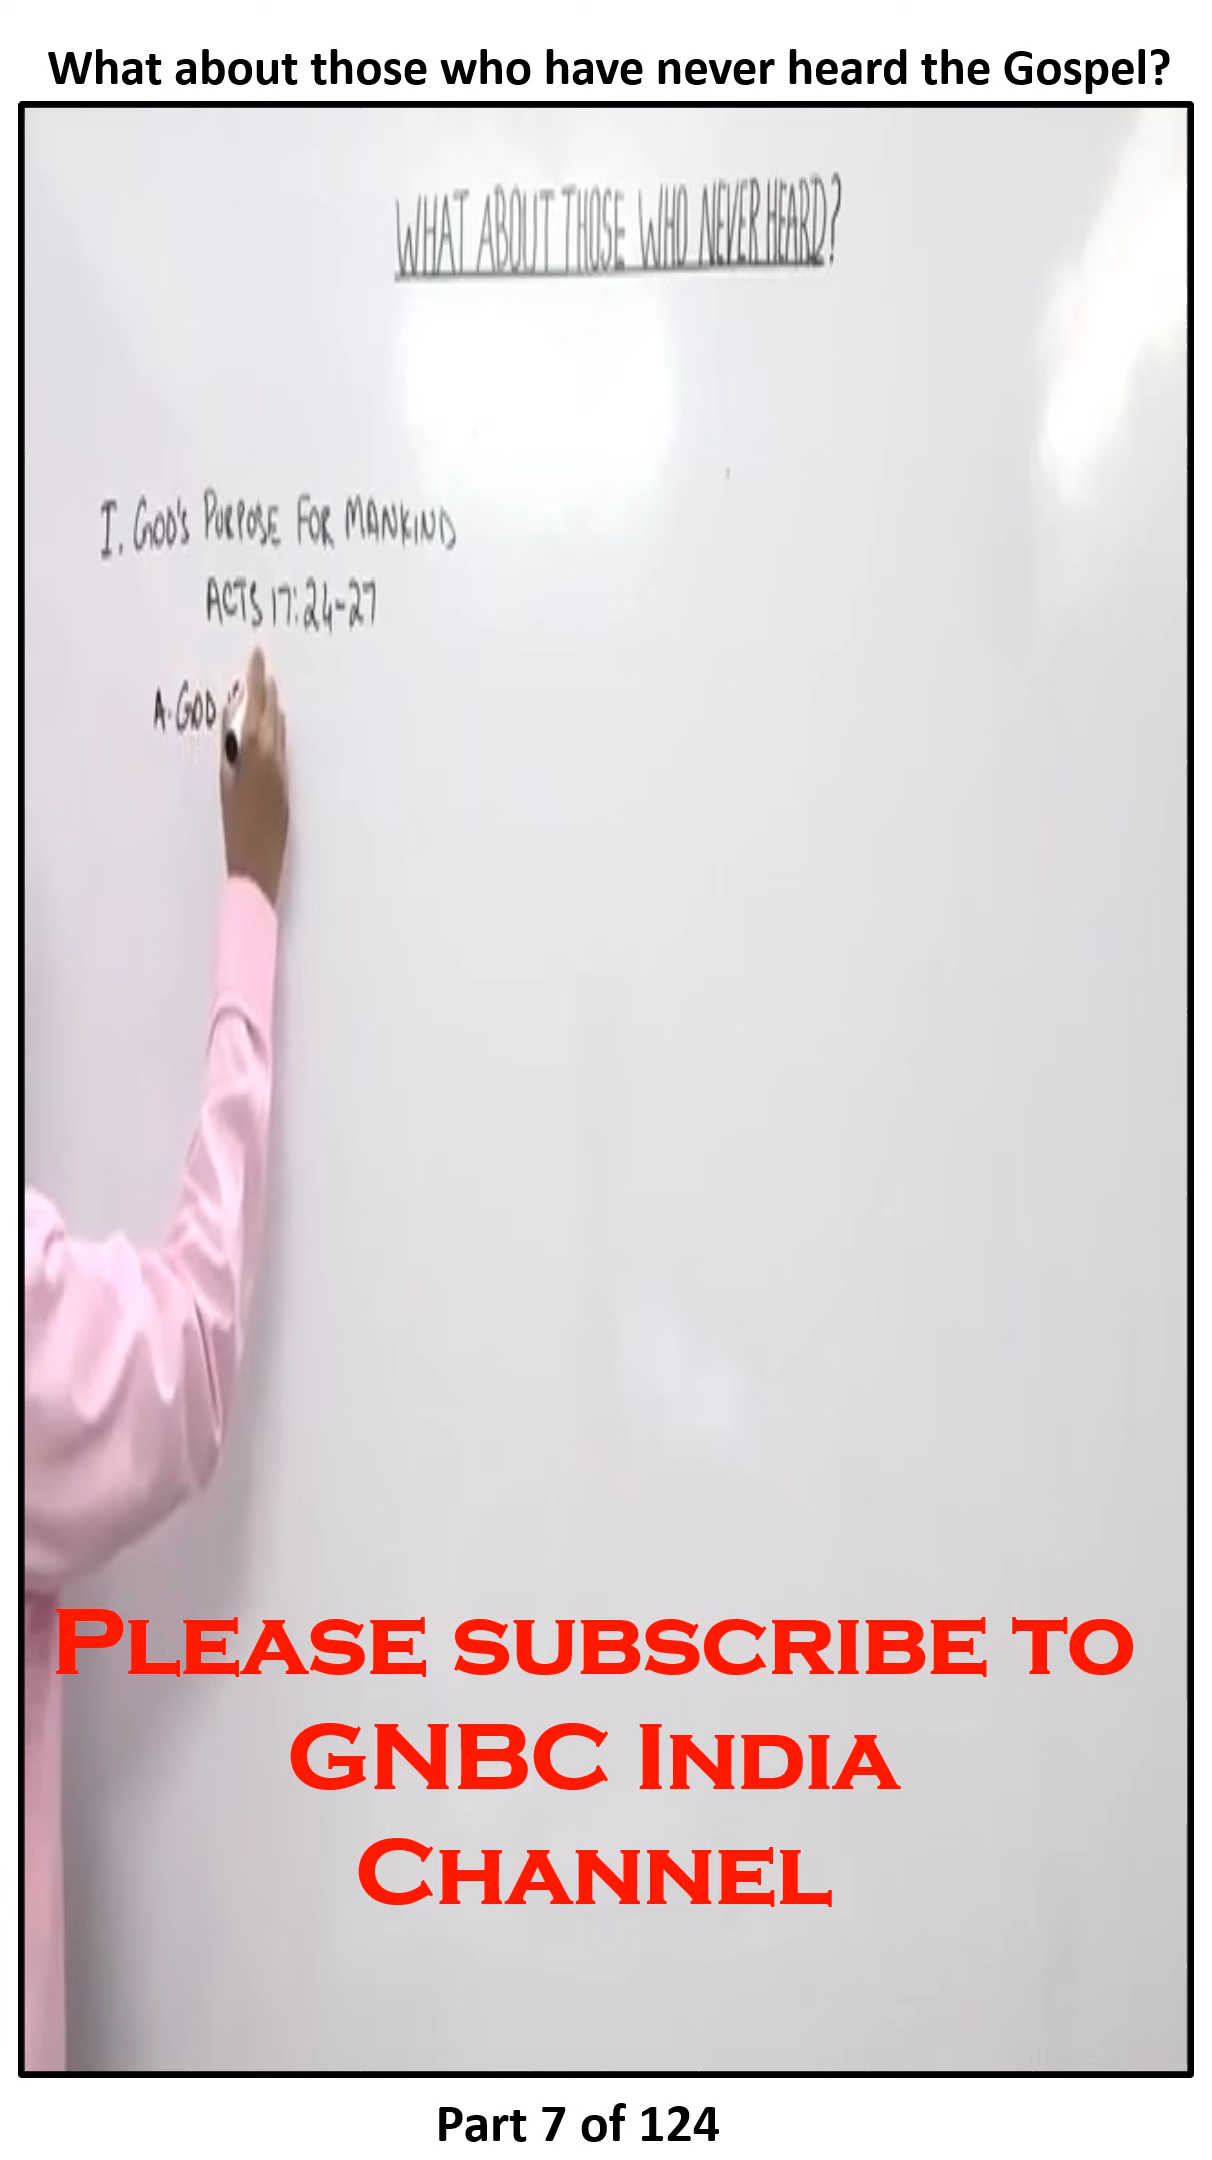 What about those who have never heard the Gospel?
WHAT ABOUT THOSE WHO NEVER HEARD?
I. GOD'S PURPOSE FOR MANKIND
ACTS 17:24-27
A. GOD
PLEASE SUBSCRIBE TO
GNBC INDIA
CHANNEL
Part 7 of 124